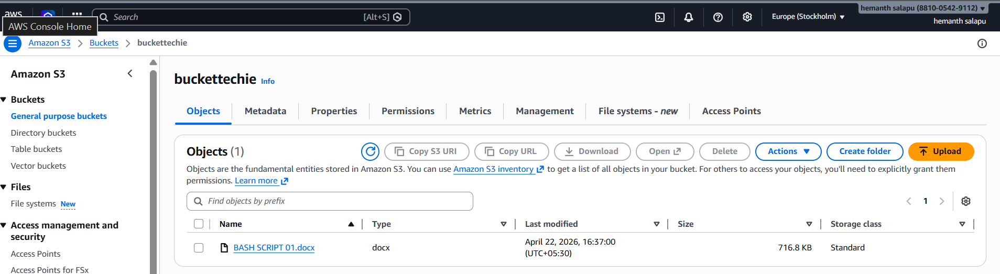 aws
Search [Alt+S]
Europe (Stockholm)
hemanth salapu (8810-0542-9112)
hemanth salapu
AWS Console Home
Amazon S3 Buckets buckettechie
Amazon S3
Buckets
General purpose buckets
Directory buckets
Table buckets
Vector buckets
Files
File systems New
Access management and
security
Access Points
Access Points for FSx
buckettechie Info
Objects Metadata Properties Permissions Metrics Management File systems - new Access Points
Objects (1) Copy S3 URI Copy URL Download Open Delete Actions Create folder Upload
Objects are the fundamental entities stored in Amazon S3. You can use Amazon S3 inventory to get a list of all objects in your bucket. For others to access your objects, you'll need to explicitly grant them
permissions. Learn more
Find objects by prefix
1
Name Type Last modified Size Storage class
BASH SCRIPT 01.docx docx April 22, 2026, 16:37:00 716.8 KB Standard
(UTC+05:30)